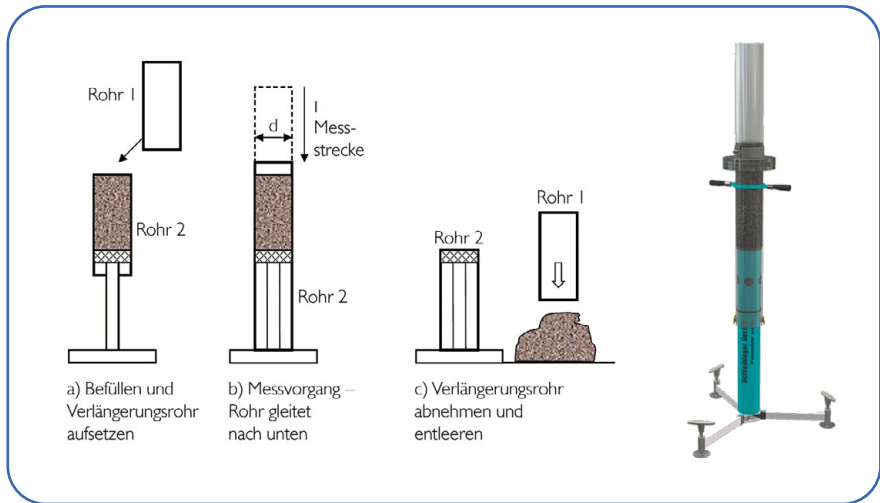 Rohr 1
Rohr 2
a) Befüllen und
Verlängerungsrohr
aufsetzen
d
l
Mess-
strecke
Rohr 2
b) Messvorgang –
Rohr gleitet
nach unten
Rohr 2
Rohr 1
c) Verlängerungsrohr
abnehmen und
entleeren
Schleibinger